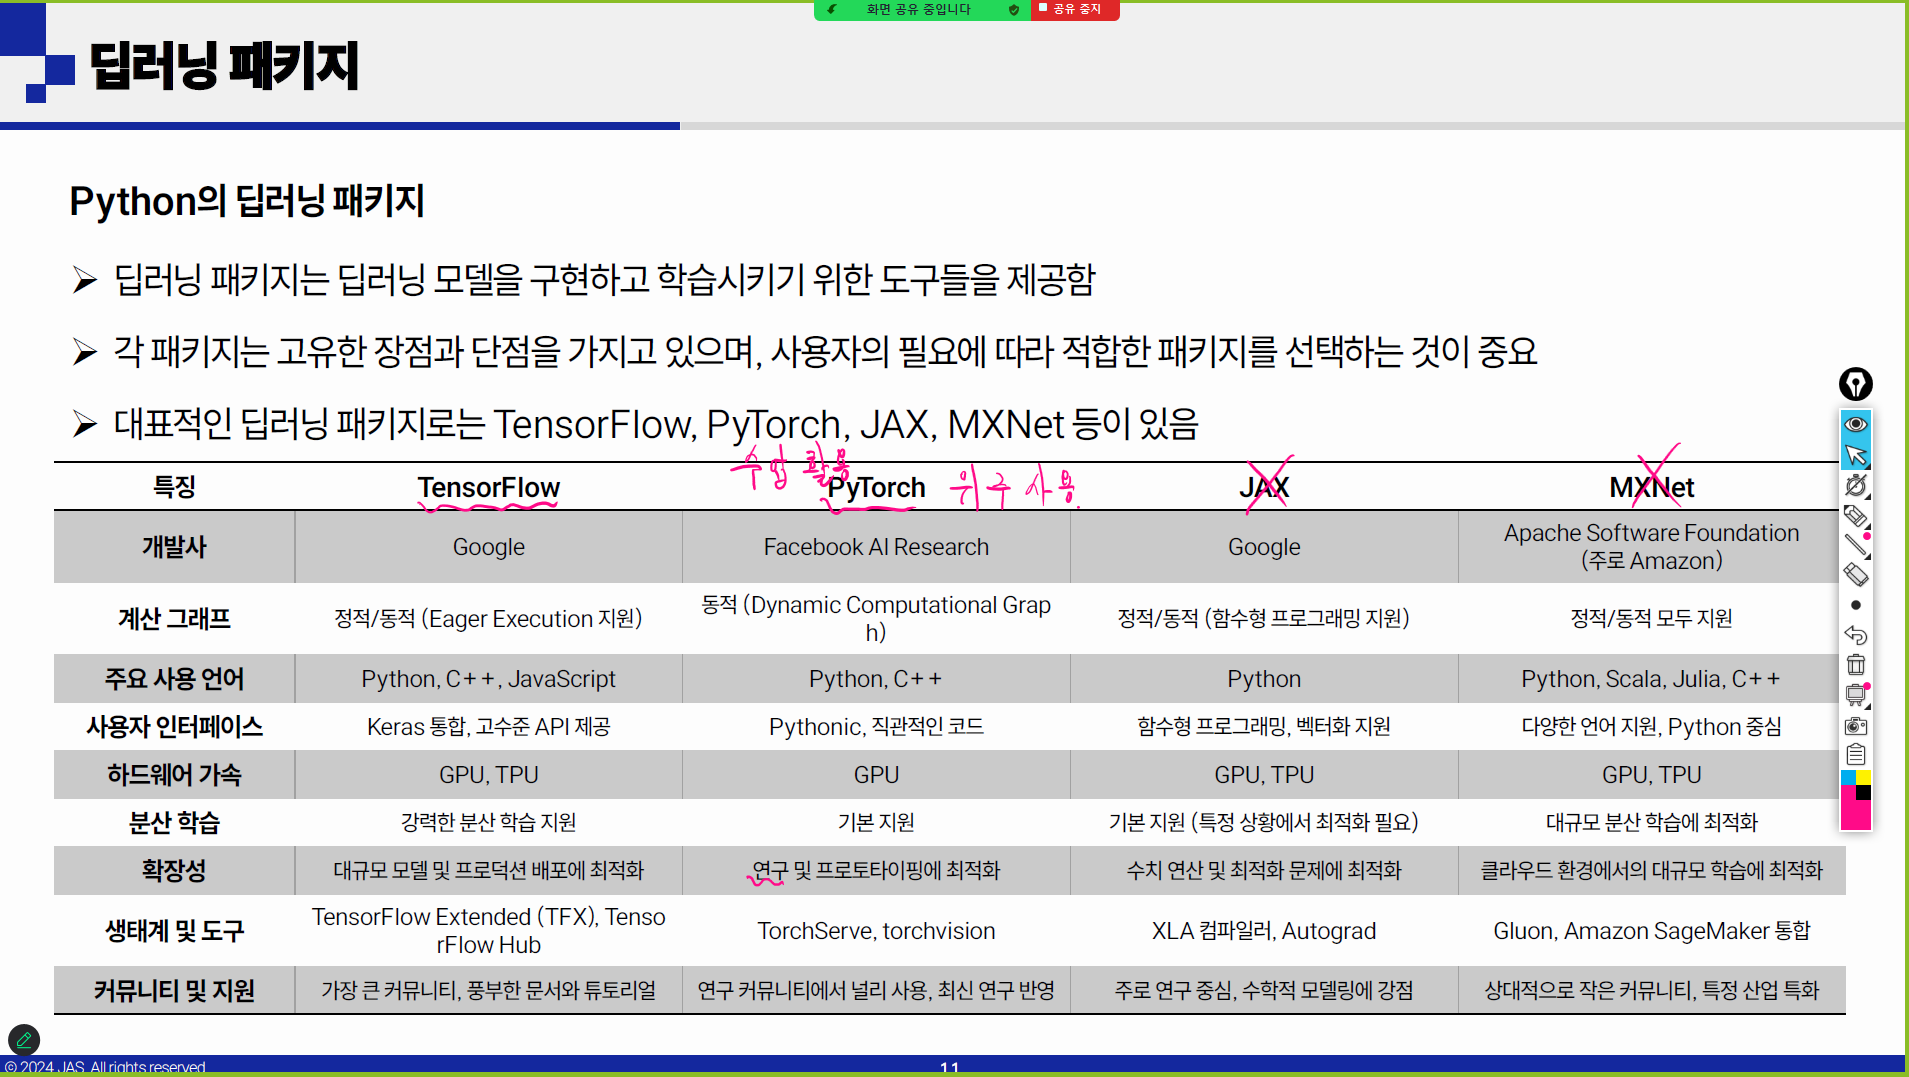 화면 공유 중입니다
공유 중지
딥러닝 패키지
Python의 딥러닝 패키지
➢ 딥러닝 패키지는 딥러닝 모델을 구현하고 학습시키기 위한 도구들을 제공함
➢ 각 패키지는 고유한 장점과 단점을 가지고 있으며, 사용자의 필요에 따라 적합한 패키지를 선택하는 것이 중요
➢ 대표적인 딥러닝 패키지로는 TensorFlow, PyTorch, JAX, MXNet 등이 있음
수업 활용
특징 TensorFlow PyTorch 위주 사용. JAX MXNet
개발사 Google Facebook AI Research Google Apache Software Foundation
(주로 Amazon)
계산 그래프 정적/동적 (Eager Execution 지원) 동적 (Dynamic Computational Grap
h) 정적/동적 (함수형 프로그래밍 지원) 정적/동적 모두 지원
주요 사용 언어 Python, C++, JavaScript Python, C++ Python Python, Scala, Julia, C++
사용자 인터페이스 Keras 통합, 고수준 API 제공 Pythonic, 직관적인 코드 함수형 프로그래밍, 벡터화 지원 다양한 언어 지원, Python 중심
하드웨어 가속 GPU, TPU GPU GPU, TPU GPU, TPU
분산 학습 강력한 분산 학습 지원 기본 지원 기본 지원 (특정 상황에서 최적화 필요) 대규모 분산 학습에 최적화
확장성 대규모 모델 및 프로덕션 배포에 최적화 연구 및 프로토타이핑에 최적화 수치 연산 및 최적화 문제에 최적화 클라우드 환경에서의 대규모 학습에 최적화
생태계 및 도구 TensorFlow Extended (TFX), Tenso
rFlow Hub TorchServe, torchvision XLA 컴파일러, Autograd Gluon, Amazon SageMaker 통합
커뮤니티 및 지원 가장 큰 커뮤니티, 풍부한 문서와 튜토리얼 연구 커뮤니티에서 널리 사용, 최신 연구 반영 주로 연구 중심, 수학적 모델링에 강점 상대적으로 작은 커뮤니티, 특정 산업 특화
© 2024 JAS. All rights reserved
11